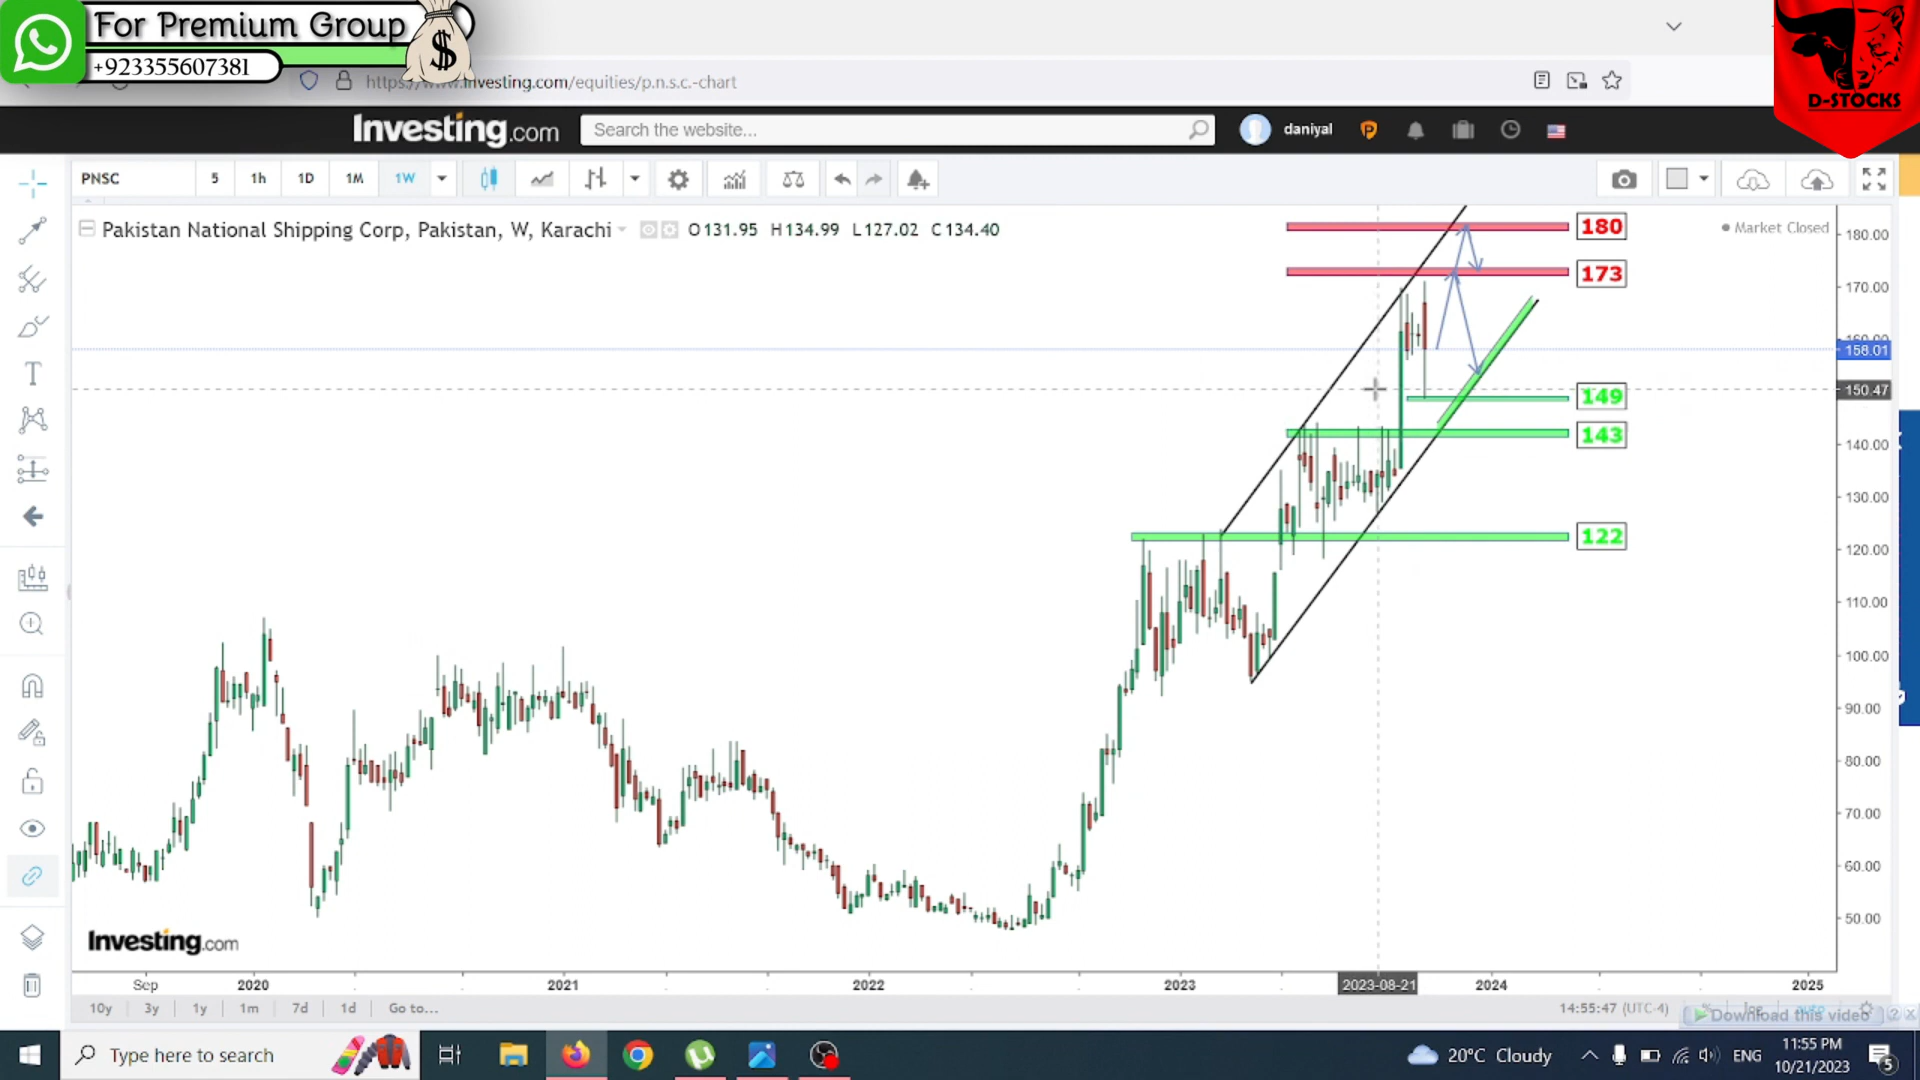 For Premium Group
+923355607381
$
D-STOCKS
https://www.investing.com/equities/p.n.s.c.-chart
Investing.com
Search the website...
daniyal
PNSC
5
1h
1D
1M
1W
Pakistan National Shipping Corp, Pakistan, W, Karachi
O131.95 H134.99 L127.02 C134.40
Market Closed
180
173
149
143
122
180.00
170.00
158.01
150.47
140.00
130.00
120.00
110.00
100.00
90.00
80.00
70.00
60.00
50.00
Investing.com
Sep
2020
2021
2022
2023
2023-08-21
2024
2025
10y
3y
1y
1m
7d
1d
Go to...
14:55:47 (UTC-4)
Download this video
Type here to search
20°C Cloudy
ENG
11:55 PM
10/21/2023
5